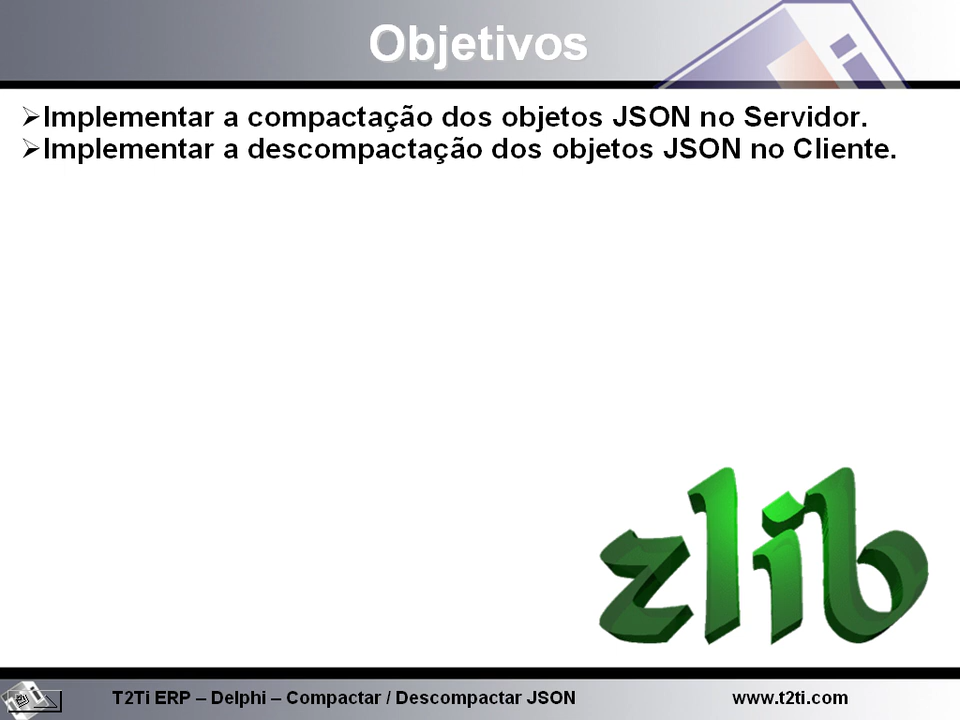 Objetivos
➢Implementar a compactação dos objetos JSON no Servidor.
➢Implementar a descompactação dos objetos JSON no Cliente.
zlib
T2Ti ERP – Delphi – Compactar / Descompactar JSON www.t2ti.com